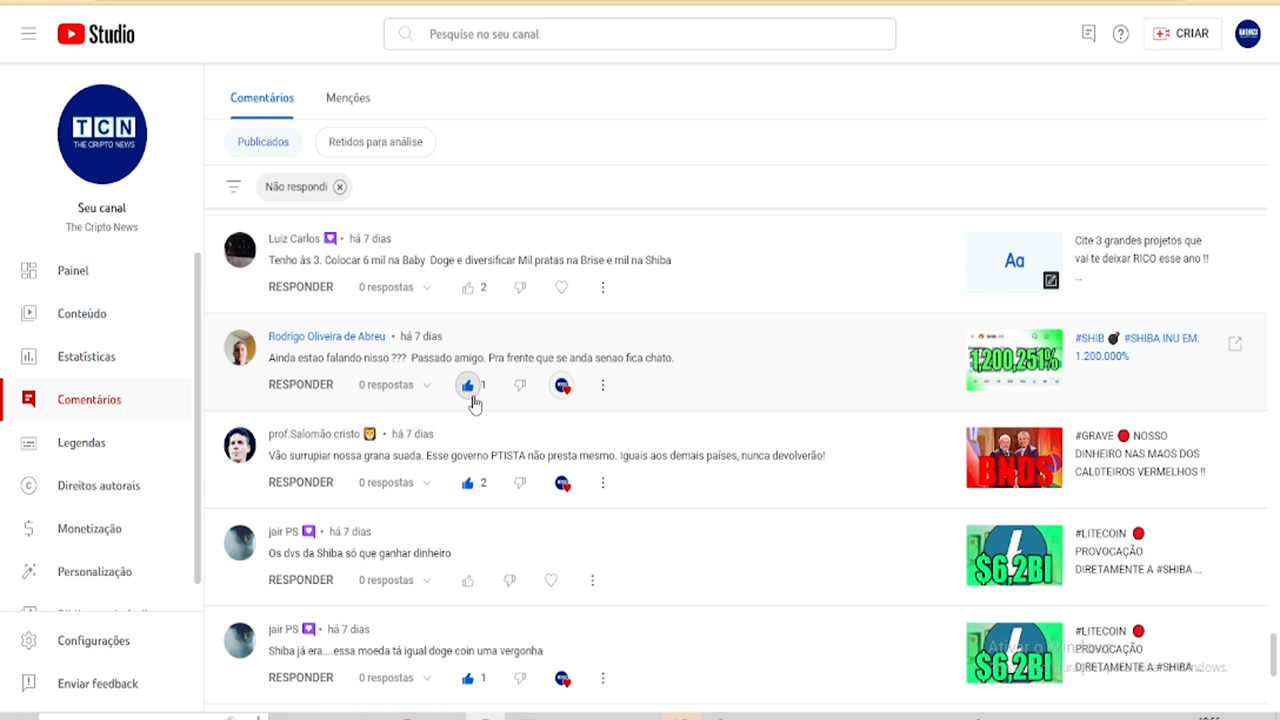 Studio
Pesquise no seu canal
CRIAR
TCN
TCN
THE CRIPTO NEWS
Seu canal
The Cripto News
Painel
Conteúdo
Estatísticas
Comentários
Legendas
Direitos autorais
Monetização
Personalização
Configurações
Enviar feedback
Comentários Menções
Publicados Retidos para análise
Não respondi
Luiz Carlos • há 7 dias
Tenho às 3. Colocar 6 mil na Baby Doge e diversificar Mil pratas na Brise e mil na Shiba
RESPONDER 0 respostas 2
Aa
Cite 3 grandes projetos que
vai te deixar RICO esse ano !!
...
Rodrigo Oliveira de Abreu • há 7 dias
Ainda estao falando nisso ??? Passado amigo. Pra frente que se anda senao fica chato.
RESPONDER 0 respostas 1
1,200,251%
#SHIB 💣 #SHIBA INU EM:
1.200.000%
prof.Salomão cristo 🦁 • há 7 dias
Vão surrupiar nossa grana suada. Esse governo PTISTA não presta mesmo. Iguais aos demais países, nunca devolverão!
RESPONDER 0 respostas 2
BNDS
#GRAVE 🔴 NOSSO
DINHEIRO NAS MAOS DOS
CAL0TEIROS VERMELHOS !!
jair PS • há 7 dias
Os dvs da Shiba só que ganhar dinheiro
RESPONDER 0 respostas
$6,2BI
#LITECOIN 🔴
PROVOCAÇÃO
DIRETAMENTE A #SHIBA ...
jair PS • há 7 dias
Shiba já era....essa moeda tá igual doge coin uma vergonha
RESPONDER 0 respostas 1
$6,2BI
#LITECOIN 🔴
PROVOCAÇÃO
DIRETAMENTE A #SHIBA
Ativar o Windows